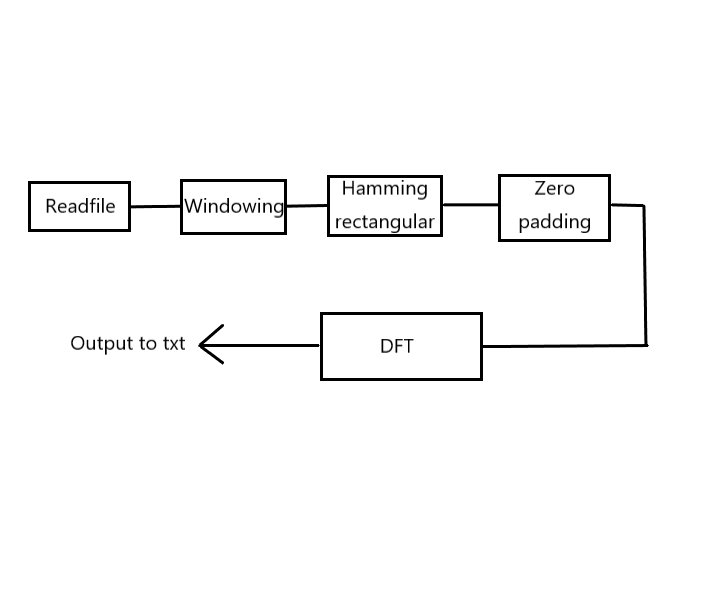 Readfile
Windowing
Hamming
rectangular
Zero
padding
Output to txt
DFT